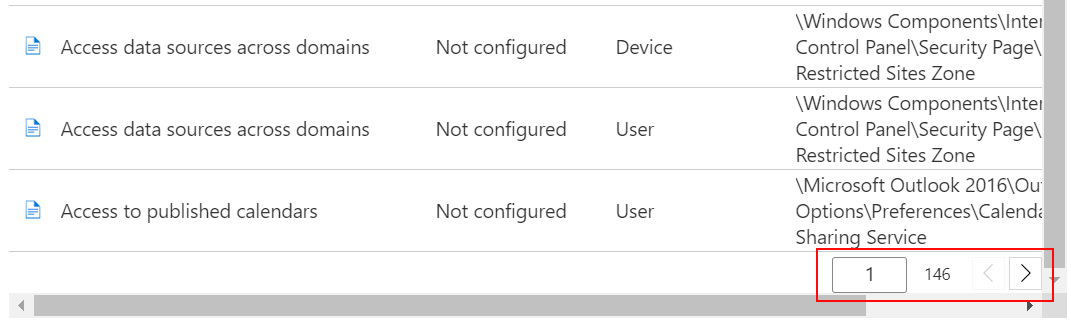 \Windows Components\Inter
Access data sources across domains Not configured Device Control Panel\Security Page\
Restricted Sites Zone
\Windows Components\Inter
Access data sources across domains Not configured User Control Panel\Security Page\
Restricted Sites Zone
\Microsoft Outlook 2016\Out
Access to published calendars Not configured User Options\Preferences\Calenda
Sharing Service
1 146